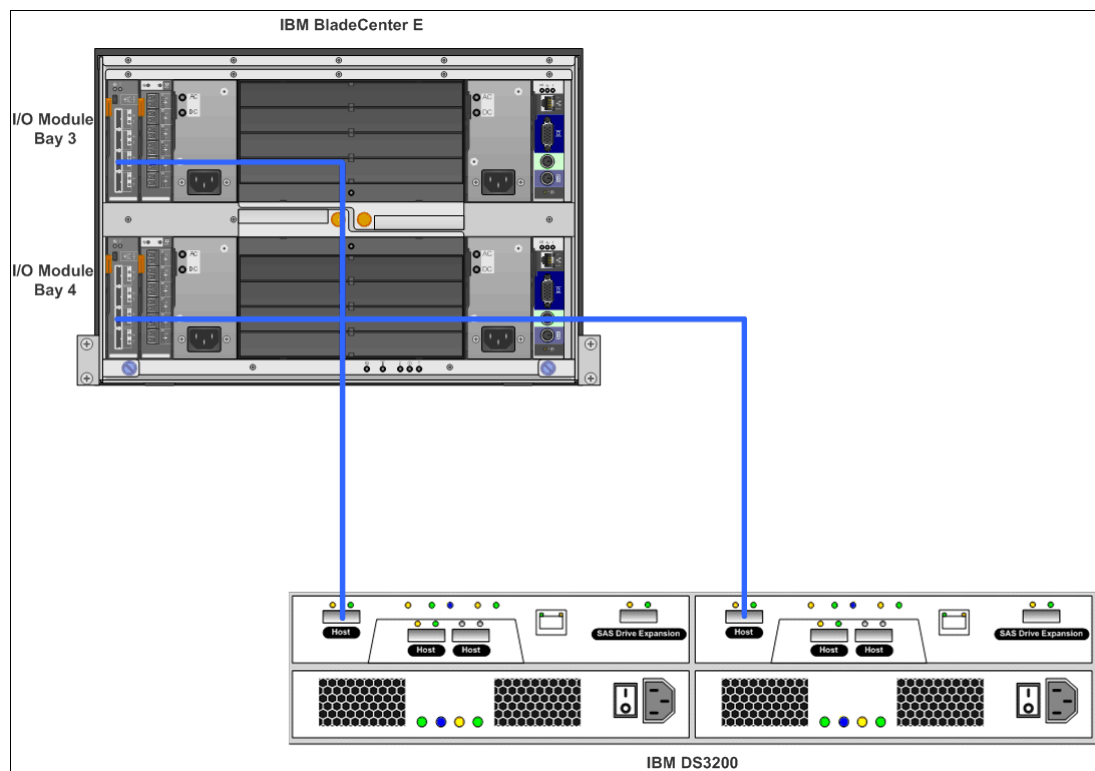 IBM BladeCenter E
I/O Module
Bay 3
AC
DC
AC
DC
I/O Module
Bay 4
AC
DC
AC
DC
Host
Host
Host
SAS Drive Expansion
Host
Host
Host
SAS Drive Expansion
IBM DS3200